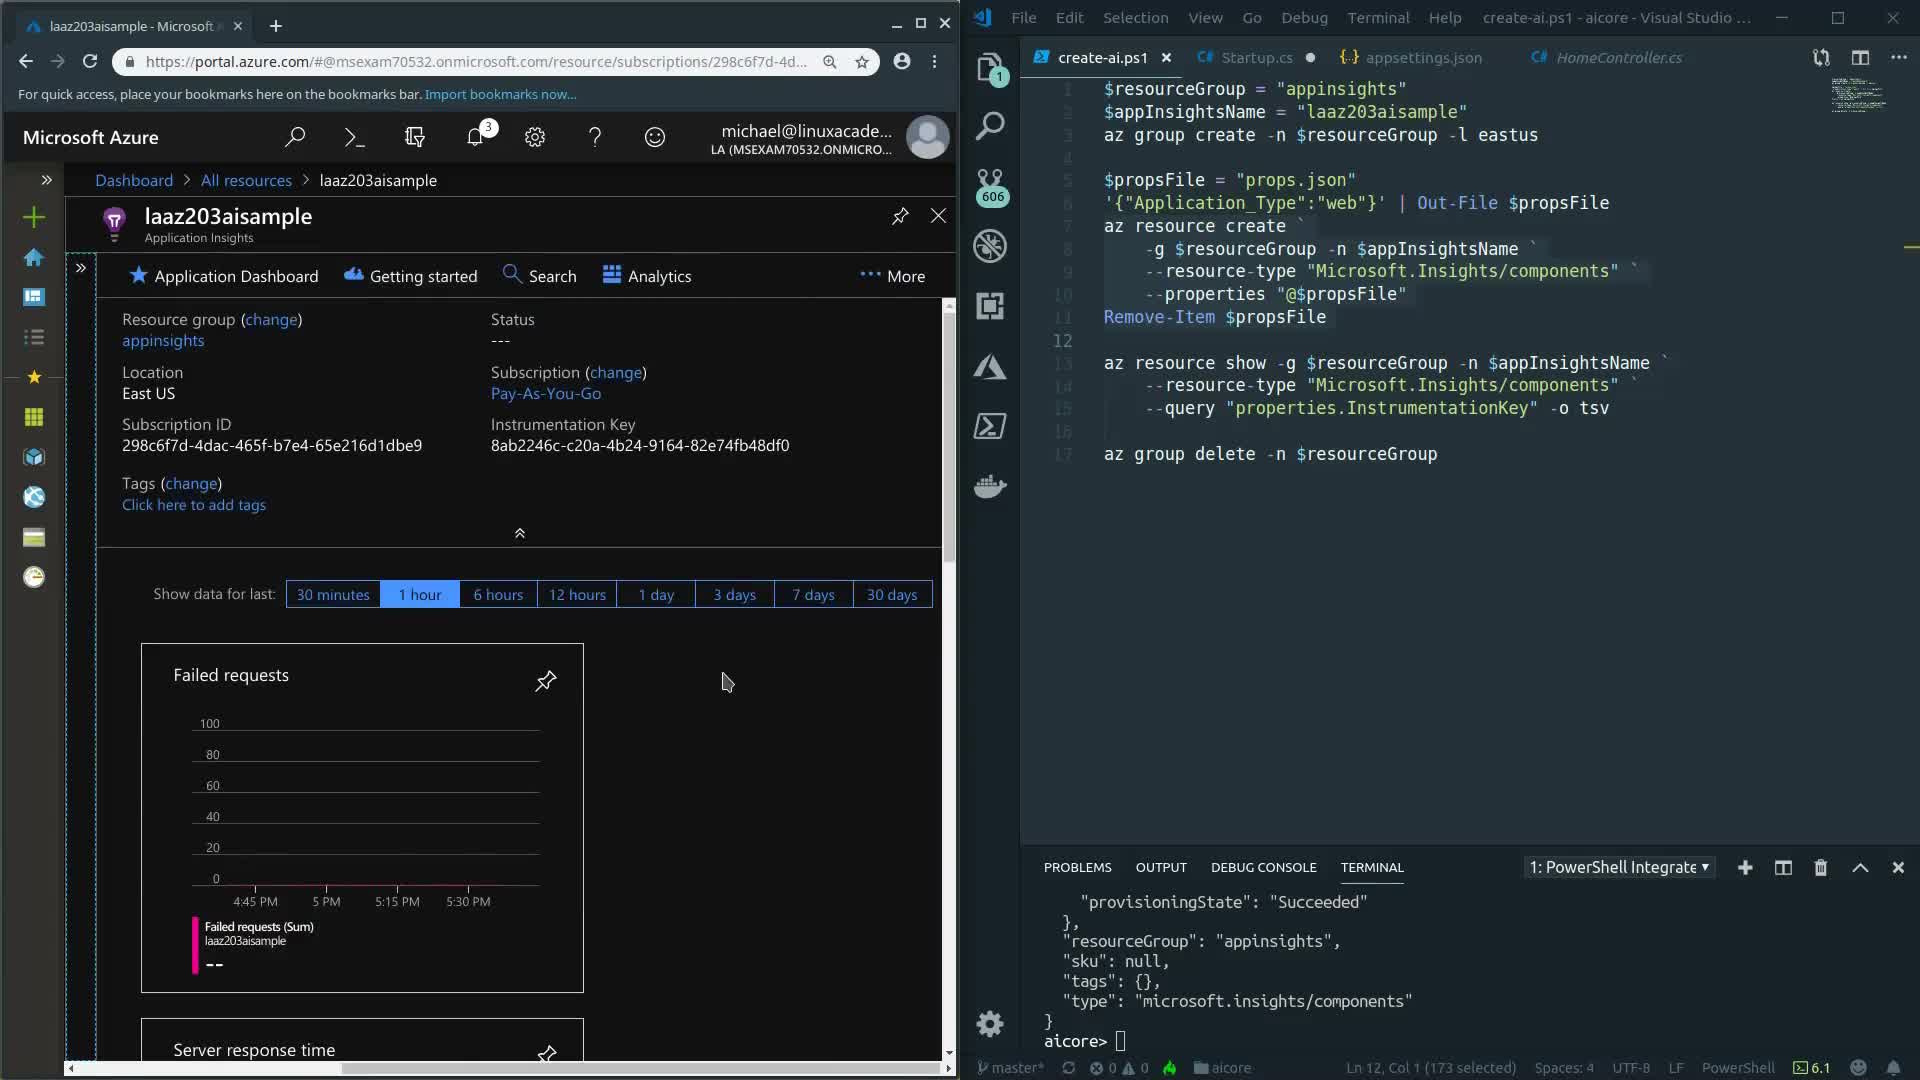 laaz203aisample - Microsoft
https://portal.azure.com/#@msexam70532.onmicrosoft.com/resource/subscriptions/298c6f7d-4d...
For quick access, place your bookmarks here on the bookmarks bar. Import bookmarks now...
Microsoft Azure
3
michael@linuxacade...
LA (MSEXAM70532.ONMICRO...
Dashboard > All resources > laaz203aisample
laaz203aisample
Application Insights
Application Dashboard
Getting started
Search
Analytics
More
Resource group (change)
appinsights
Status
---
Location
East US
Subscription (change)
Pay-As-You-Go
Subscription ID
298c6f7d-4dac-465f-b7e4-65e216d1dbe9
Instrumentation Key
8ab2246c-c20a-4b24-9164-82e74fb48df0
Tags (change)
Click here to add tags
Show data for last:
30 minutes
1 hour
6 hours
12 hours
1 day
3 days
7 days
30 days
Failed requests
100
80
60
40
20
0
4:45 PM
5 PM
5:15 PM
5:30 PM
Failed requests (Sum)
laaz203aisample
--
Server response time
File Edit Selection View Go Debug Terminal Help
create-ai.ps1 - aicore - Visual Studio ...
create-ai.ps1
Startup.cs
appsettings.json
HomeController.cs
1
606
1 $resourceGroup = "appinsights"
2 $appInsightsName = "laaz203aisample"
3 az group create -n $resourceGroup -l eastus
4
5 $propsFile = "props.json"
6 '{"Application_Type":"web"}' | Out-File $propsFile
7 az resource create `
8 -g $resourceGroup -n $appInsightsName `
9 --resource-type "Microsoft.Insights/components" `
10 --properties "@$propsFile"
11 Remove-Item $propsFile
12
13 az resource show -g $resourceGroup -n $appInsightsName `
14 --resource-type "Microsoft.Insights/components" `
15 --query "properties.InstrumentationKey" -o tsv
16
17 az group delete -n $resourceGroup
PROBLEMS
OUTPUT
DEBUG CONSOLE
TERMINAL
1: PowerShell Integrate
"provisioningState": "Succeeded"
},
"resourceGroup": "appinsights",
"sku": null,
"tags": {},
"type": "microsoft.insights/components"
}
aicore>
master*
0
0
aicore
Ln 12, Col 1 (173 selected)
Spaces: 4
UTF-8
LF
PowerShell
6.1